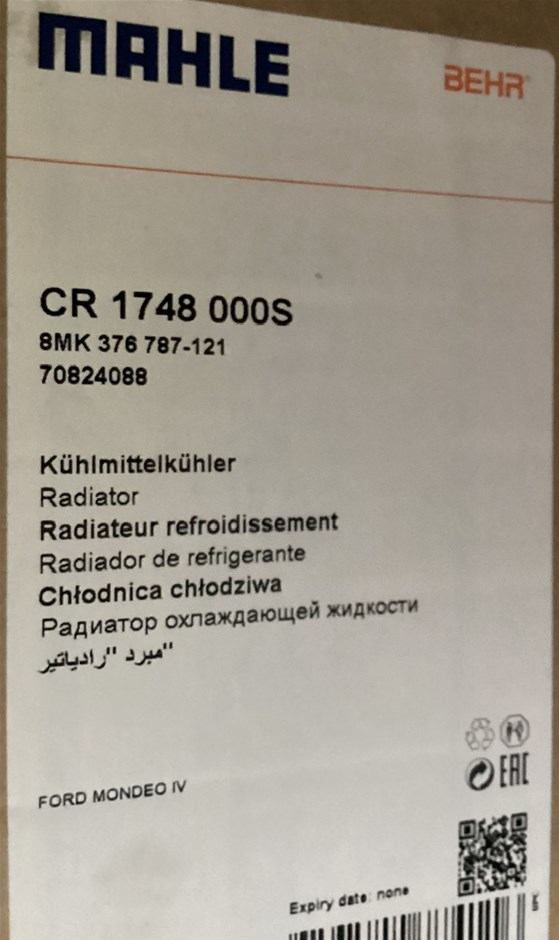 MAHLE
BEHR
CR 1748 000S
8MK 376 787-121
70824088
Kühlmittelkühler
Radiator
Radiateur refroidissement
Radiador de refrigerante
Chłodnica chłodziwa
Радиатор охлаждающей жидкости
"مبرد "رادياتير
EAC
FORD MONDEO IV
Expiry date: none